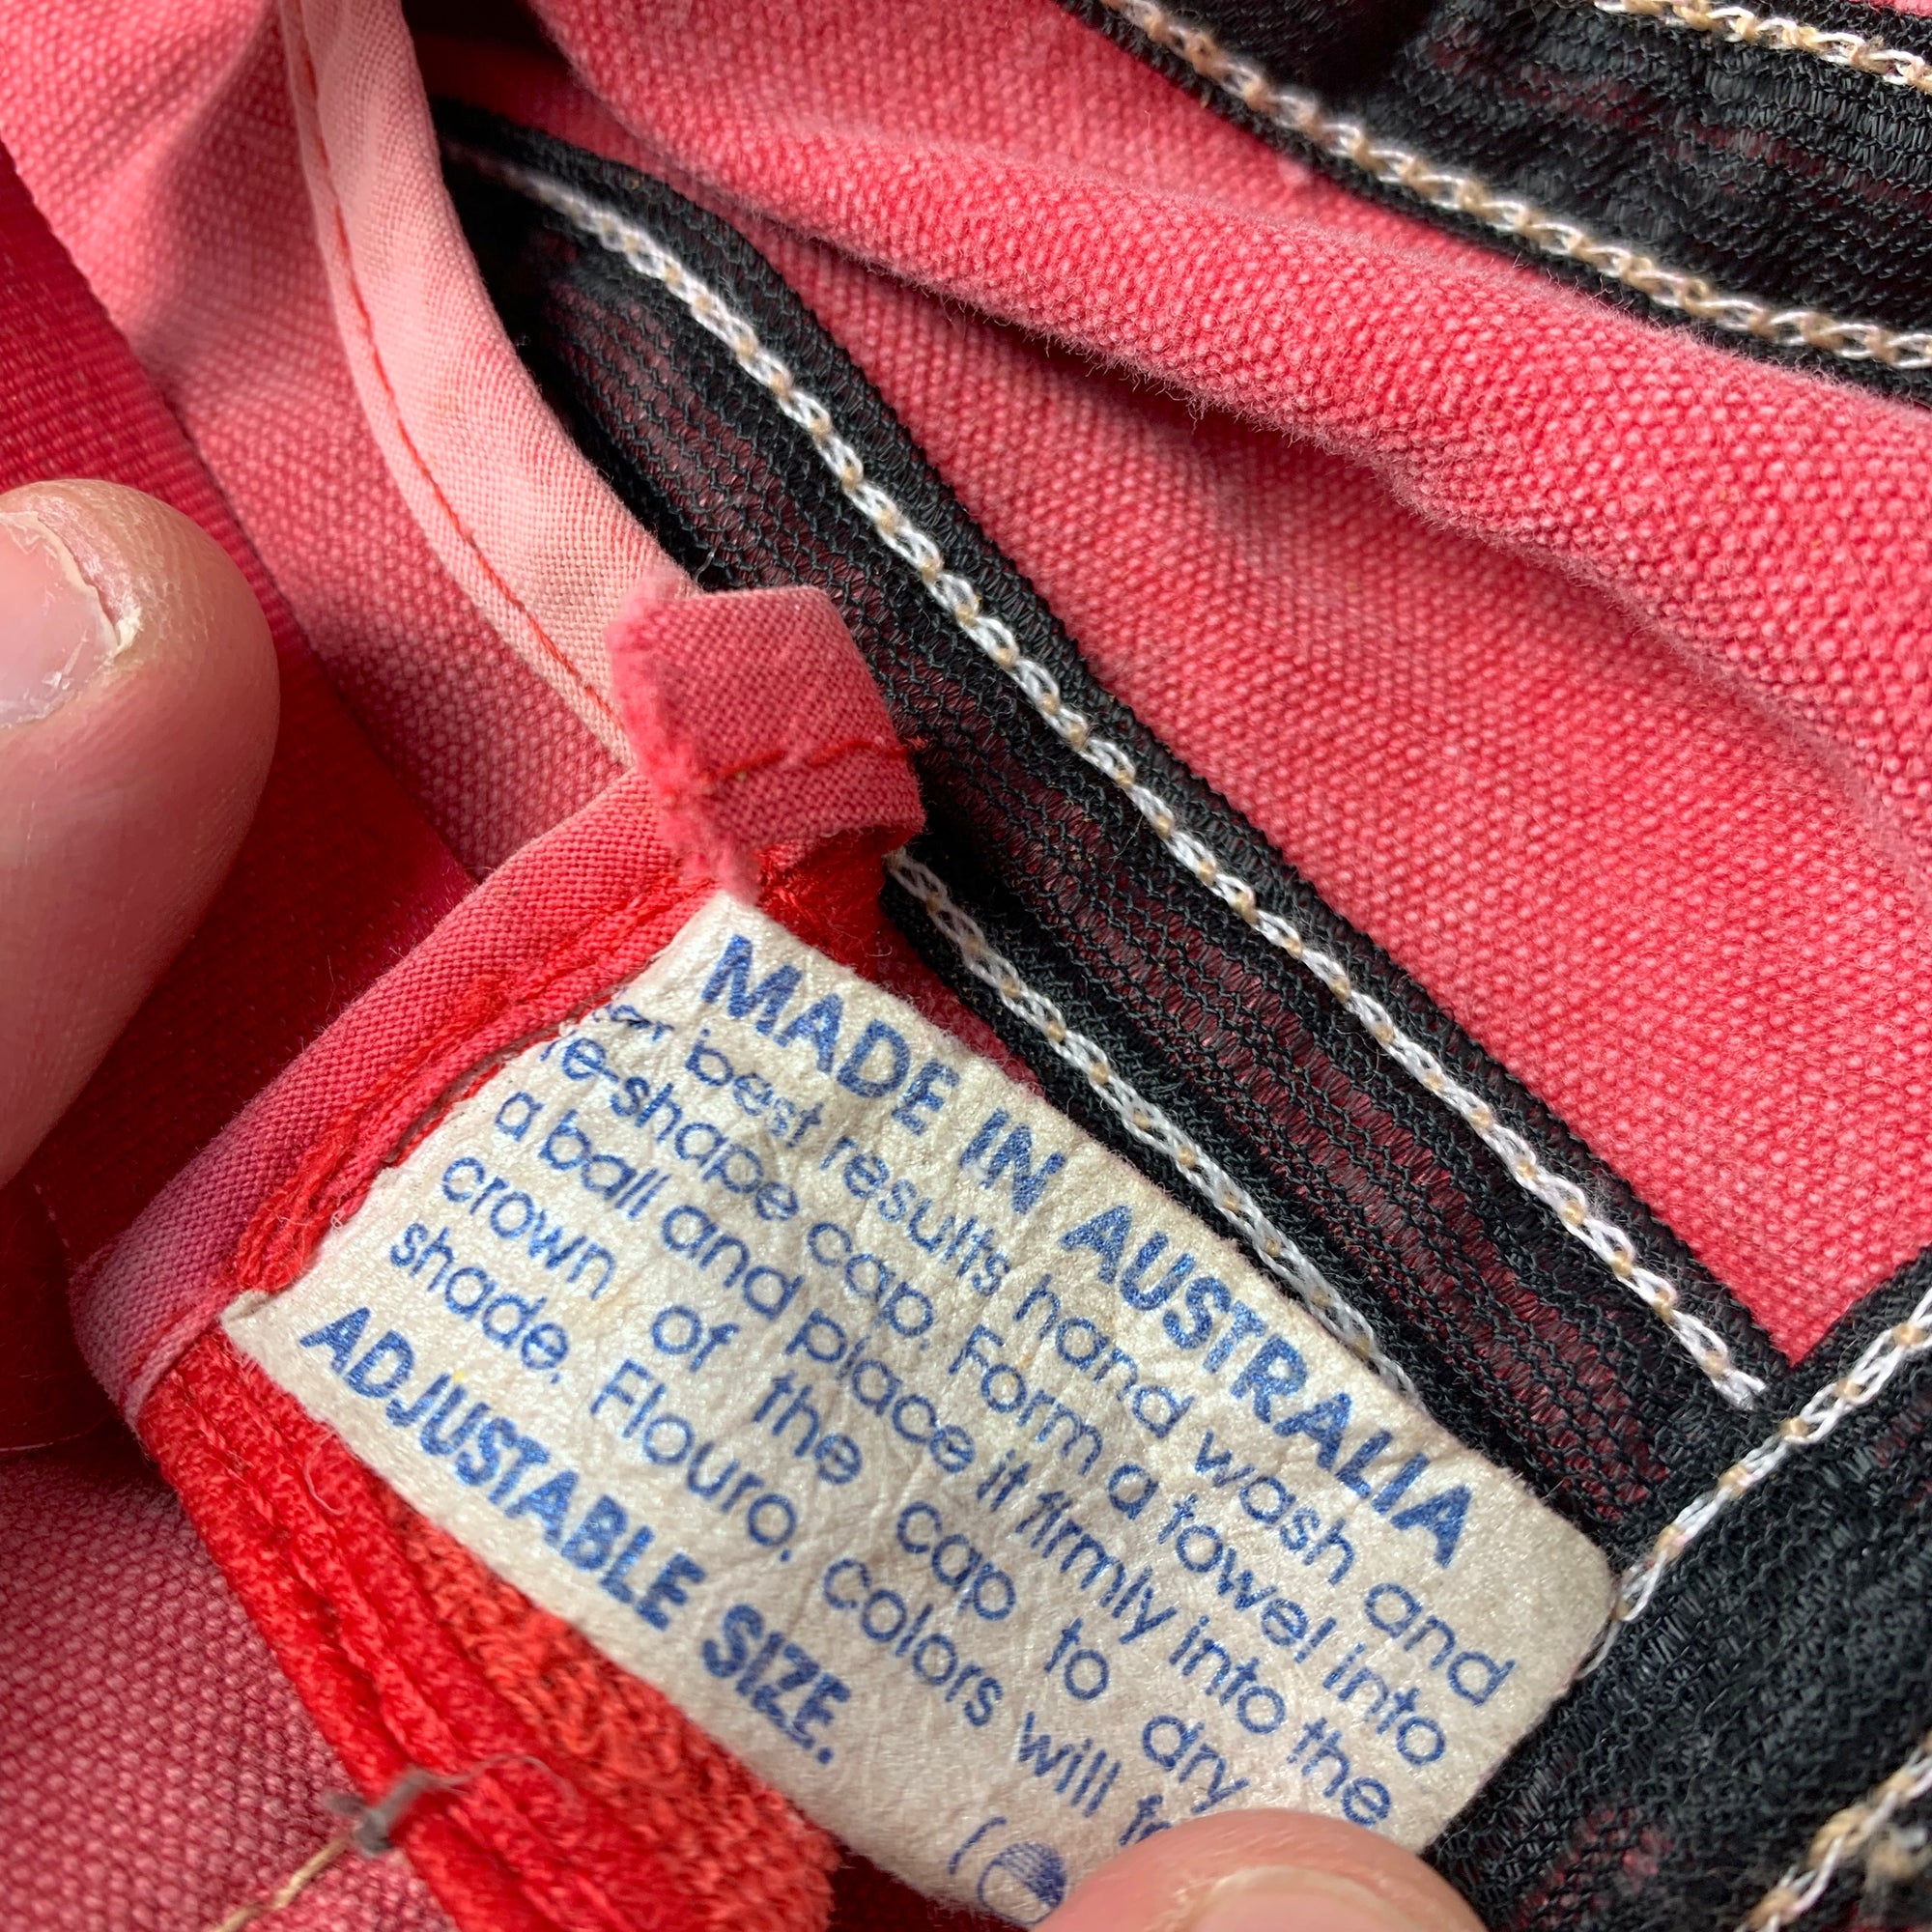 MADE IN AUSTRALIA
For best results hand wash and
re-shape cap. Form a towel into
a ball and place it firmly into the
crown of the cap to dry
shade. Flouro. colors will
ADJUSTABLE SIZE.